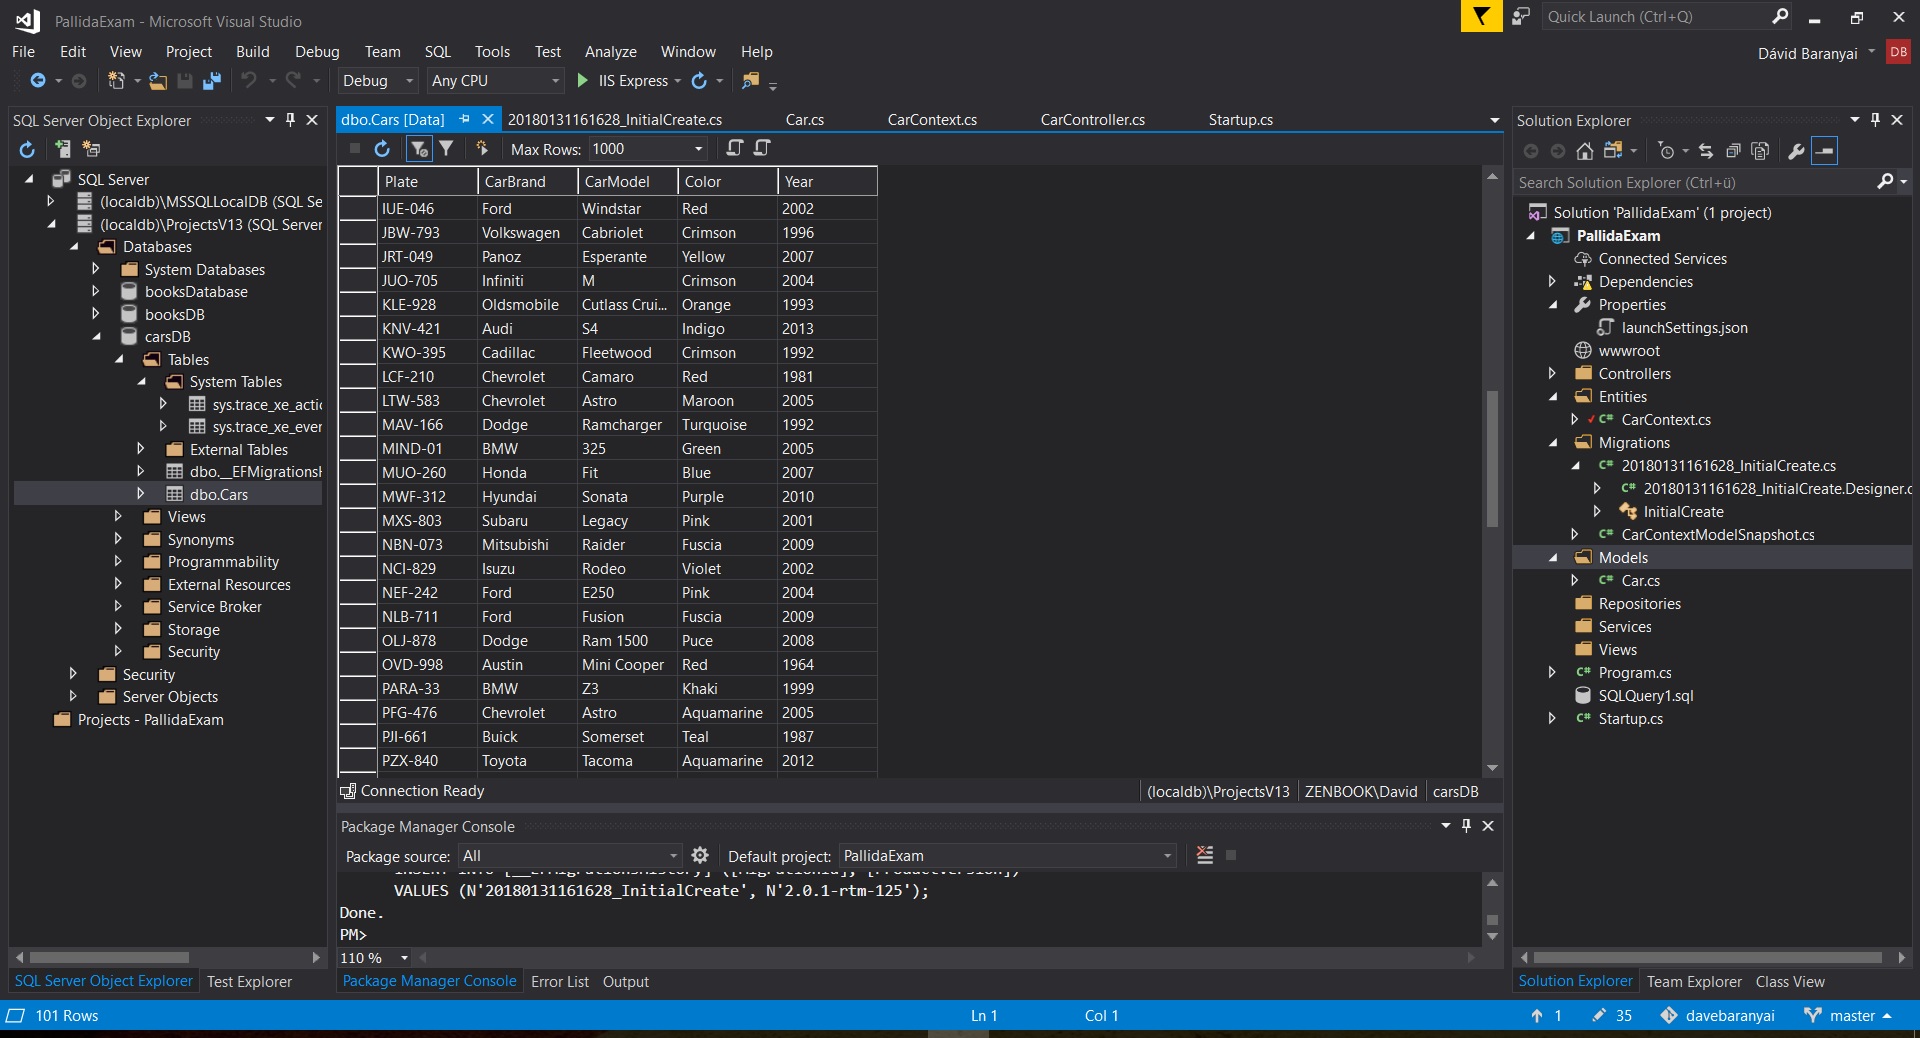 PallidaExam - Microsoft Visual Studio
Quick Launch (Ctrl+Q)
File Edit View Project Build Debug Team SQL Tools Test Analyze Window Help
Dávid Baranyai DB
Debug Any CPU IIS Express
SQL Server Object Explorer
SQL Server
(localdb)\MSSQLLocalDB (SQL Se
(localdb)\ProjectsV13 (SQL Server
Databases
System Databases
booksDatabase
booksDB
carsDB
Tables
System Tables
sys.trace_xe_actic
sys.trace_xe_ever
External Tables
dbo.__EFMigrationsH
dbo.Cars
Views
Synonyms
Programmability
External Resources
Service Broker
Storage
Security
Security
Server Objects
Projects - PallidaExam
SQL Server Object Explorer Test Explorer
dbo.Cars [Data] 20180131161628_InitialCreate.cs Car.cs CarContext.cs CarController.cs Startup.cs
Max Rows: 1000
Plate CarBrand CarModel Color Year
IUE-046 Ford Windstar Red 2002
JBW-793 Volkswagen Cabriolet Crimson 1996
JRT-049 Panoz Esperante Yellow 2007
JUO-705 Infiniti M Crimson 2004
KLE-928 Oldsmobile Cutlass Crui... Orange 1993
KNV-421 Audi S4 Indigo 2013
KWO-395 Cadillac Fleetwood Crimson 1992
LCF-210 Chevrolet Camaro Red 1981
LTW-583 Chevrolet Astro Maroon 2005
MAV-166 Dodge Ramcharger Turquoise 1992
MIND-01 BMW 325 Green 2005
MUO-260 Honda Fit Blue 2007
MWF-312 Hyundai Sonata Purple 2010
MXS-803 Subaru Legacy Pink 2001
NBN-073 Mitsubishi Raider Fuscia 2009
NCI-829 Isuzu Rodeo Violet 2002
NEF-242 Ford E250 Pink 2004
NLB-711 Ford Fusion Fuscia 2009
OLJ-878 Dodge Ram 1500 Puce 2008
OVD-998 Austin Mini Cooper Red 1964
PARA-33 BMW Z3 Khaki 1999
PFG-476 Chevrolet Astro Aquamarine 2005
PJI-661 Buick Somerset Teal 1987
PZX-840 Toyota Tacoma Aquamarine 2012
Connection Ready (localdb)\ProjectsV13 ZENBOOK\David carsDB
Package Manager Console
Package source: All Default project: PallidaExam
INSERT INTO [__EFMigrationsHistory] ([MigrationId], [ProductVersion])
VALUES (N'20180131161628_InitialCreate', N'2.0.1-rtm-125');
Done.
PM>
110 %
Package Manager Console Error List Output
Solution Explorer
Search Solution Explorer (Ctrl+ü)
Solution 'PallidaExam' (1 project)
PallidaExam
Connected Services
Dependencies
Properties
launchSettings.json
wwwroot
Controllers
Entities
C# CarContext.cs
Migrations
C# 20180131161628_InitialCreate.cs
C# 20180131161628_InitialCreate.Designer.c
InitialCreate
C# CarContextModelSnapshot.cs
Models
C# Car.cs
Repositories
Services
Views
C# Program.cs
SQLQuery1.sql
C# Startup.cs
Solution Explorer Team Explorer Class View
101 Rows Ln 1 Col 1 1 35 davebaranyai master